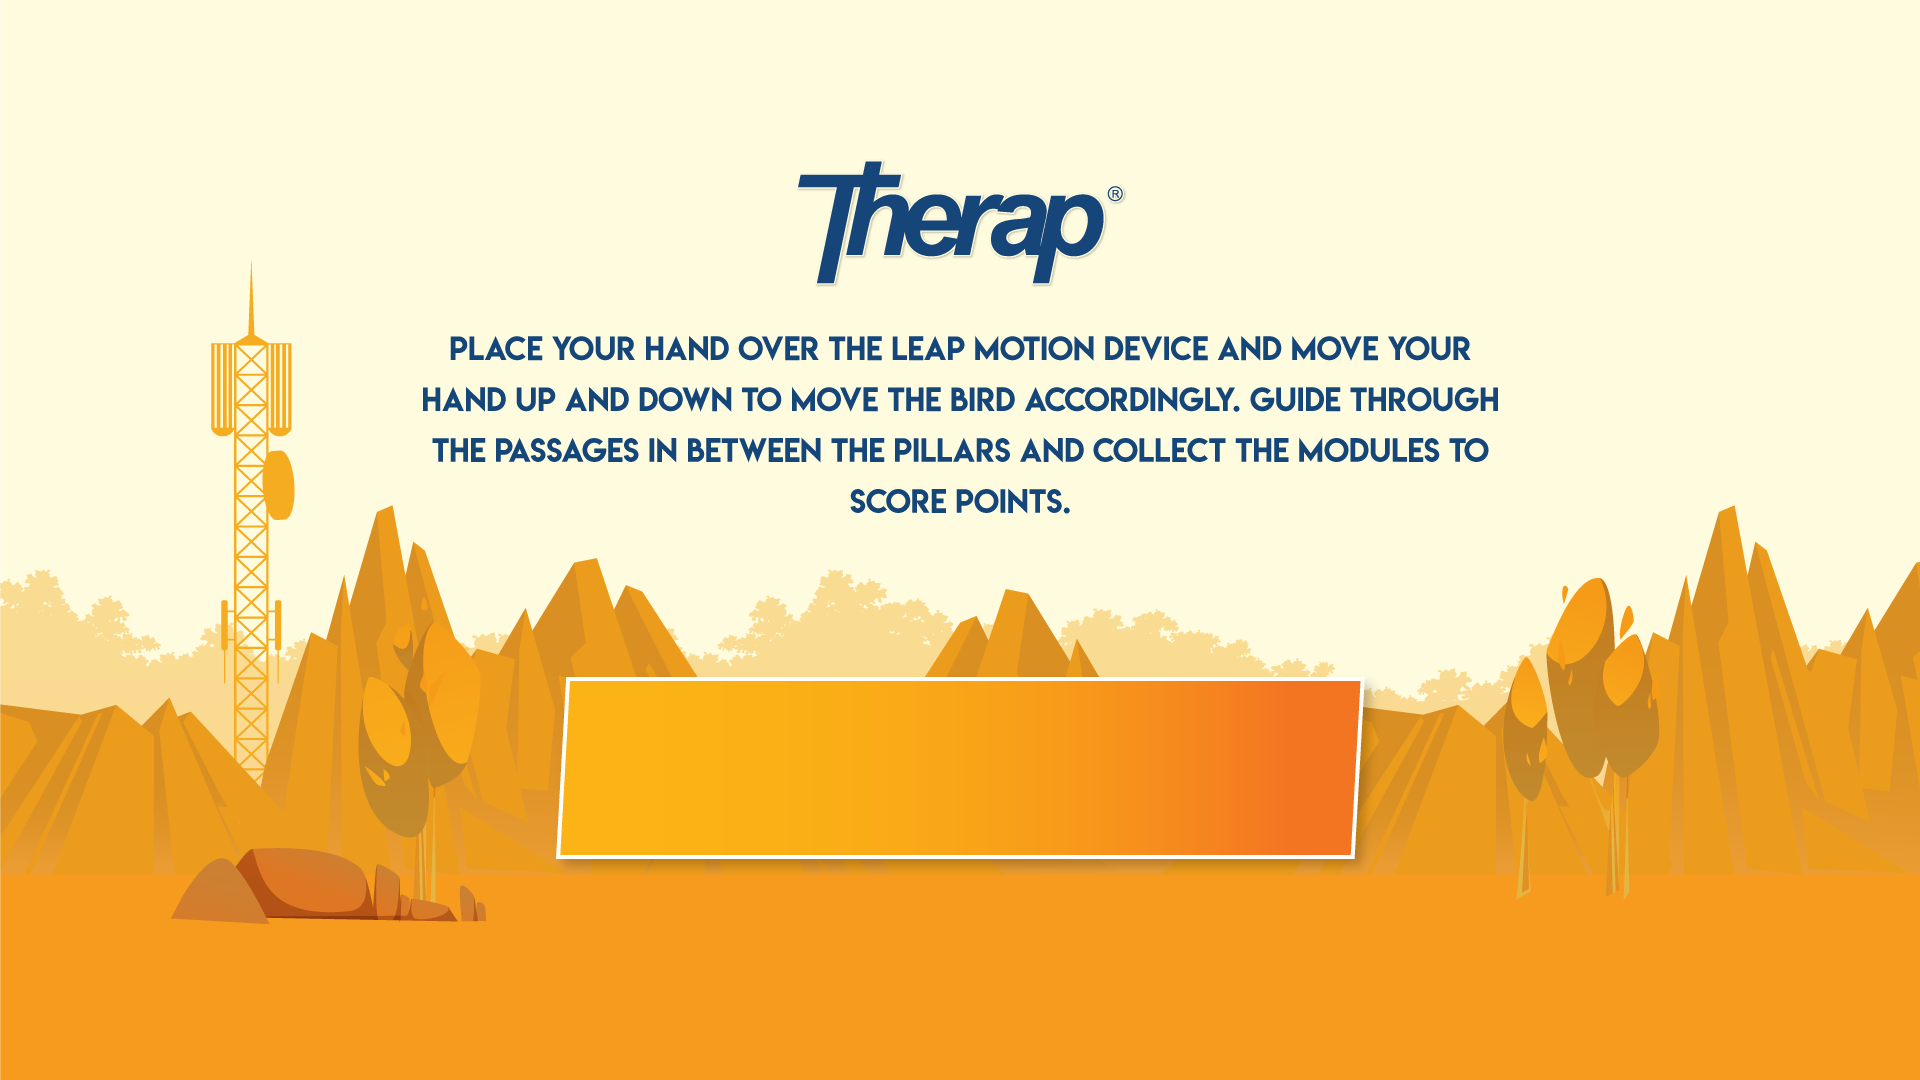 Therap®
PLACE YOUR HAND OVER THE LEAP MOTION DEVICE AND MOVE YOUR
HAND UP AND DOWN TO MOVE THE BIRD ACCORDINGLY. GUIDE THROUGH
THE PASSAGES IN BETWEEN THE PILLARS AND COLLECT THE MODULES TO
SCORE POINTS.